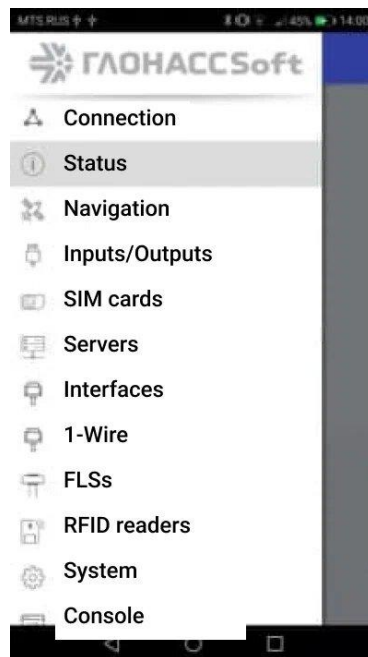 MTS RUS
45% 14:00
ГЛОНАССSoft
Connection
Status
Navigation
Inputs/Outputs
SIM cards
Servers
Interfaces
1-Wire
FLSs
RFID readers
System
Console